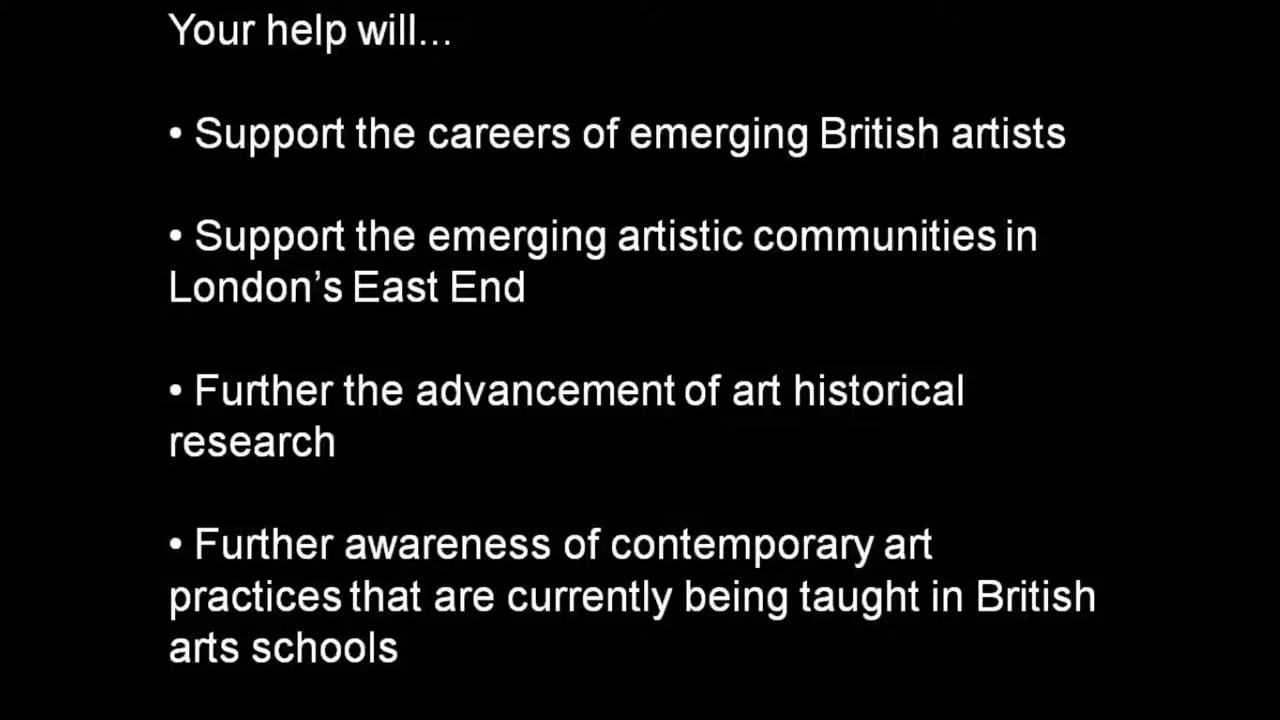 Your help will...
• Support the careers of emerging British artists
• Support the emerging artistic communities in
London’s East End
• Further the advancement of art historical
research
• Further awareness of contemporary art
practices that are currently being taught in British
arts schools